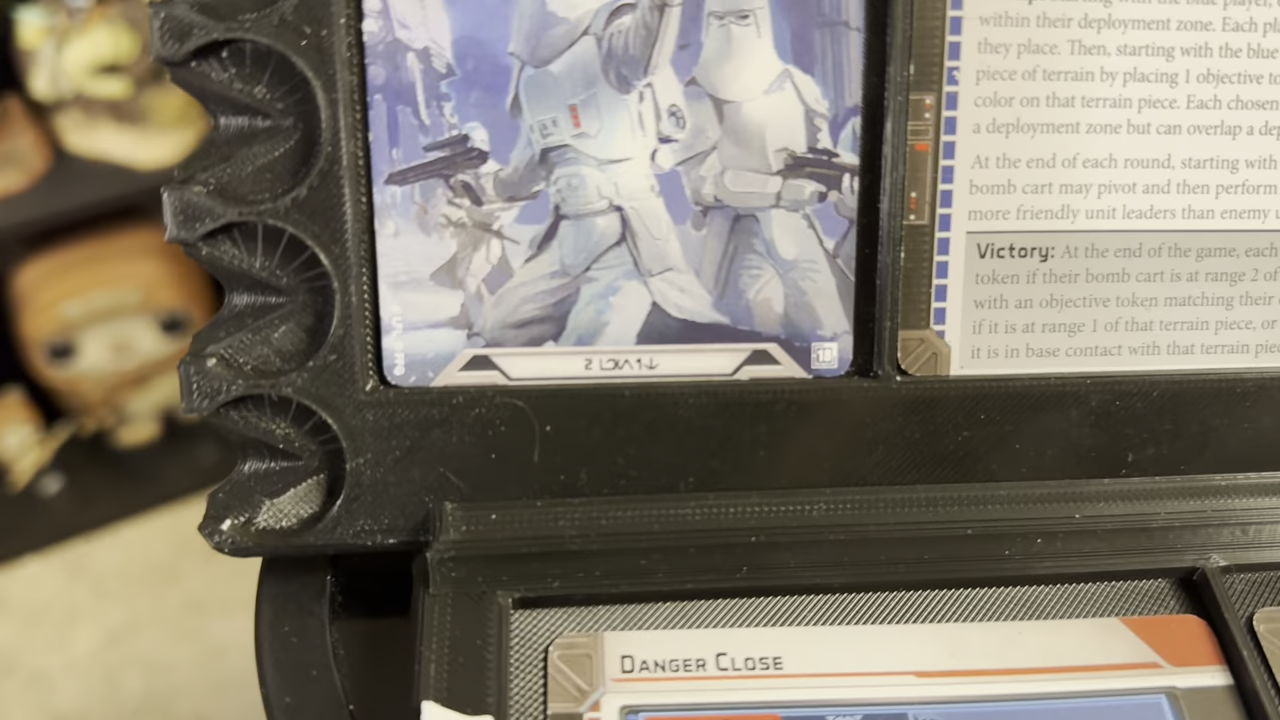 within their deployment zone. Each pl
they place. Then, starting with the blue
piece of terrain by placing 1 objective to
color on that terrain piece. Each chosen
a deployment zone but can overlap a dep
At the end of each round, starting with
bomb cart may pivot and then perform
more friendly unit leaders than enemy u
Victory: At the end of the game, each
token if their bomb cart is at range 2 of
with an objective token matching their
if it is at range 1 of that terrain piece, or
it is in base contact with that terrain piec
DANGER CLOSE